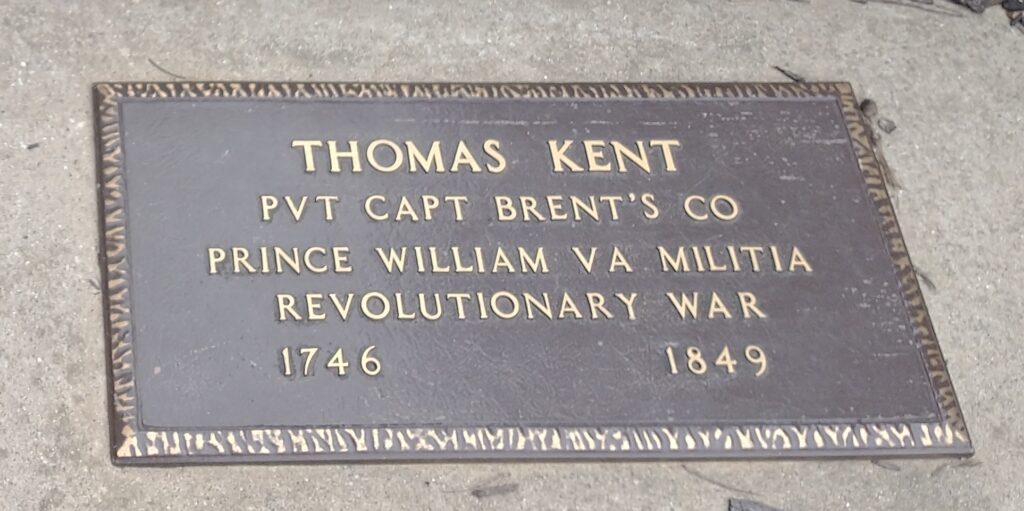 THOMAS KENT
PVT CAPT BRENT'S CO
PRINCE WILLIAM VA MILITIA
REVOLUTIONARY WAR
1746 1849